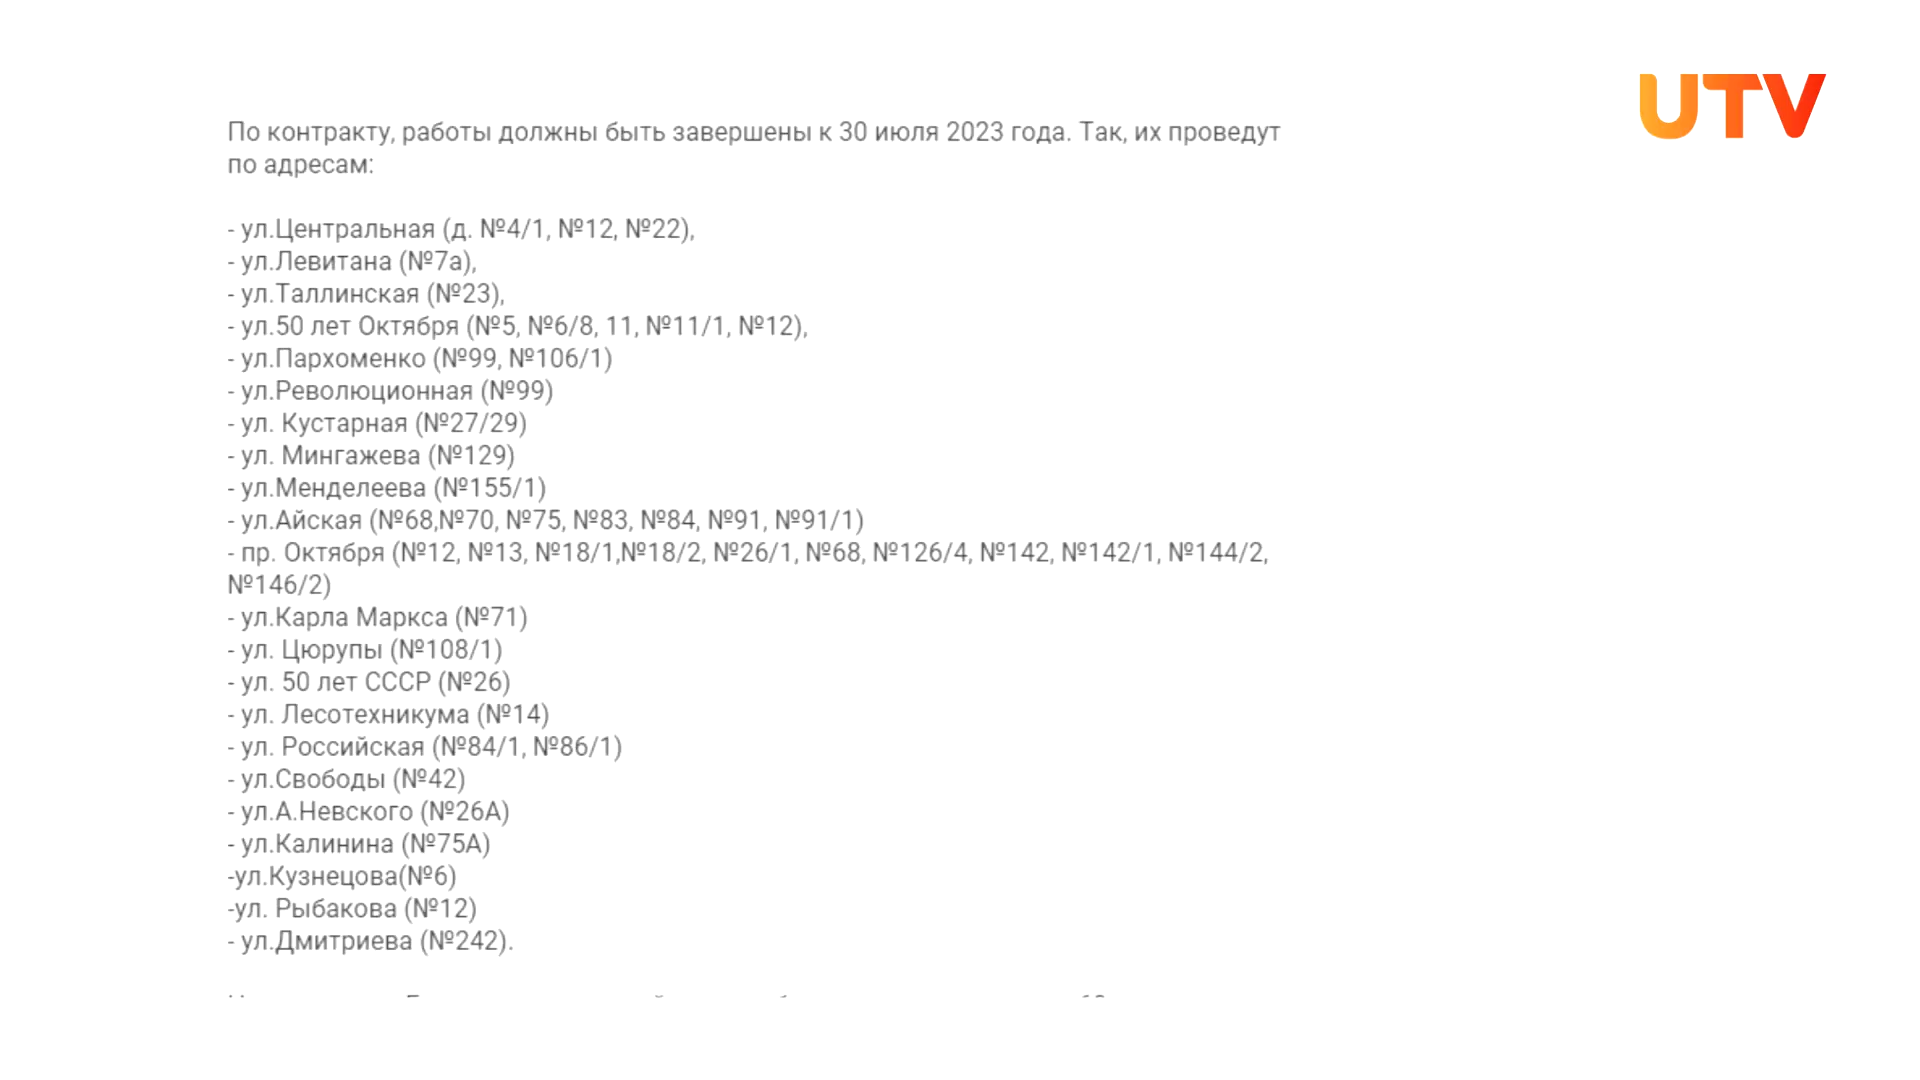 UTV
По контракту, работы должны быть завершены к 30 июля 2023 года. Так, их проведут
по адресам:
- ул.Центральная (д. №4/1, №12, №22),
- ул.Левитана (№7а),
- ул.Таллинская (№23),
- ул.50 лет Октября (№5, №6/8, 11, №11/1, №12),
- ул.Пархоменко (№99, №106/1)
- ул.Революционная (№99)
- ул. Кустарная (№27/29)
- ул. Мингажева (№129)
- ул.Менделеева (№155/1)
- ул.Айская (№68,№70, №75, №83, №84, №91, №91/1)
- пр. Октября (№12, №13, №18/1,№18/2, №26/1, №68, №126/4, №142, №142/1, №144/2,
№146/2)
- ул.Карла Маркса (№71)
- ул. Цюрупы (№108/1)
- ул. 50 лет СССР (№26)
- ул. Лесотехникума (№14)
- ул. Российская (№84/1, №86/1)
- ул.Свободы (№42)
- ул.А.Невского (№26А)
- ул.Калинина (№75А)
-ул.Кузнецова(№6)
-ул. Рыбакова (№12)
- ул.Дмитриева (№242).